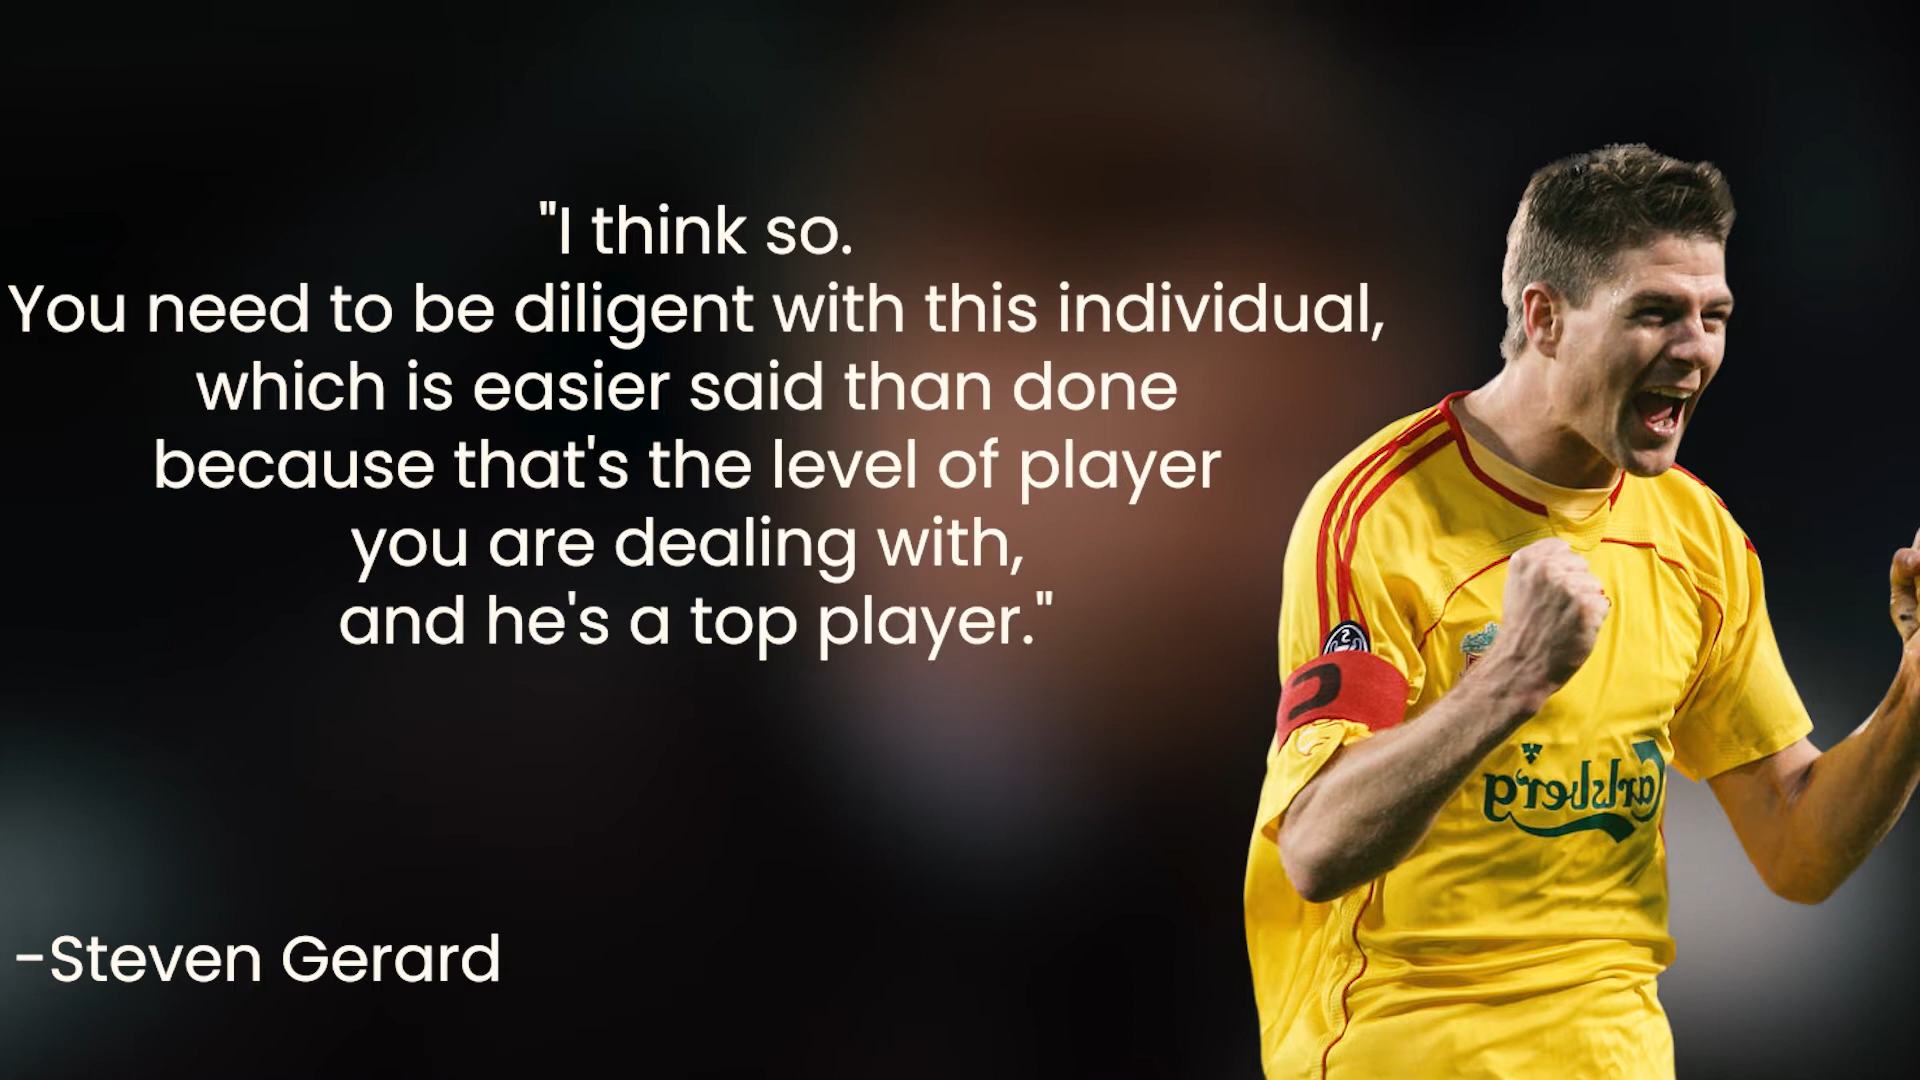 "I think so.
You need to be diligent with this individual,
which is easier said than done
because that's the level of player
you are dealing with,
and he's a top player."
-Steven Gerard
Carlsberg